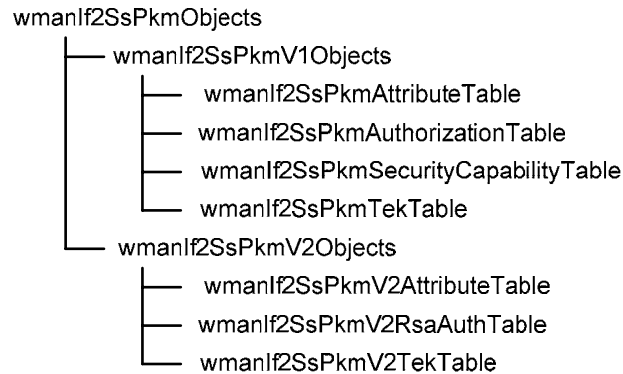 wmanIf2SsPkmObjects
wmanIf2SsPkmV1Objects
wmanIf2SsPkmAttributeTable
wmanIf2SsPkmAuthorizationTable
wmanIf2SsPkmSecurityCapabilityTable
wmanIf2SsPkmTekTable
wmanIf2SsPkmV2Objects
wmanIf2SsPkmV2AttributeTable
wmanIf2SsPkmV2RsaAuthTable
wmanIf2SsPkmV2TekTable